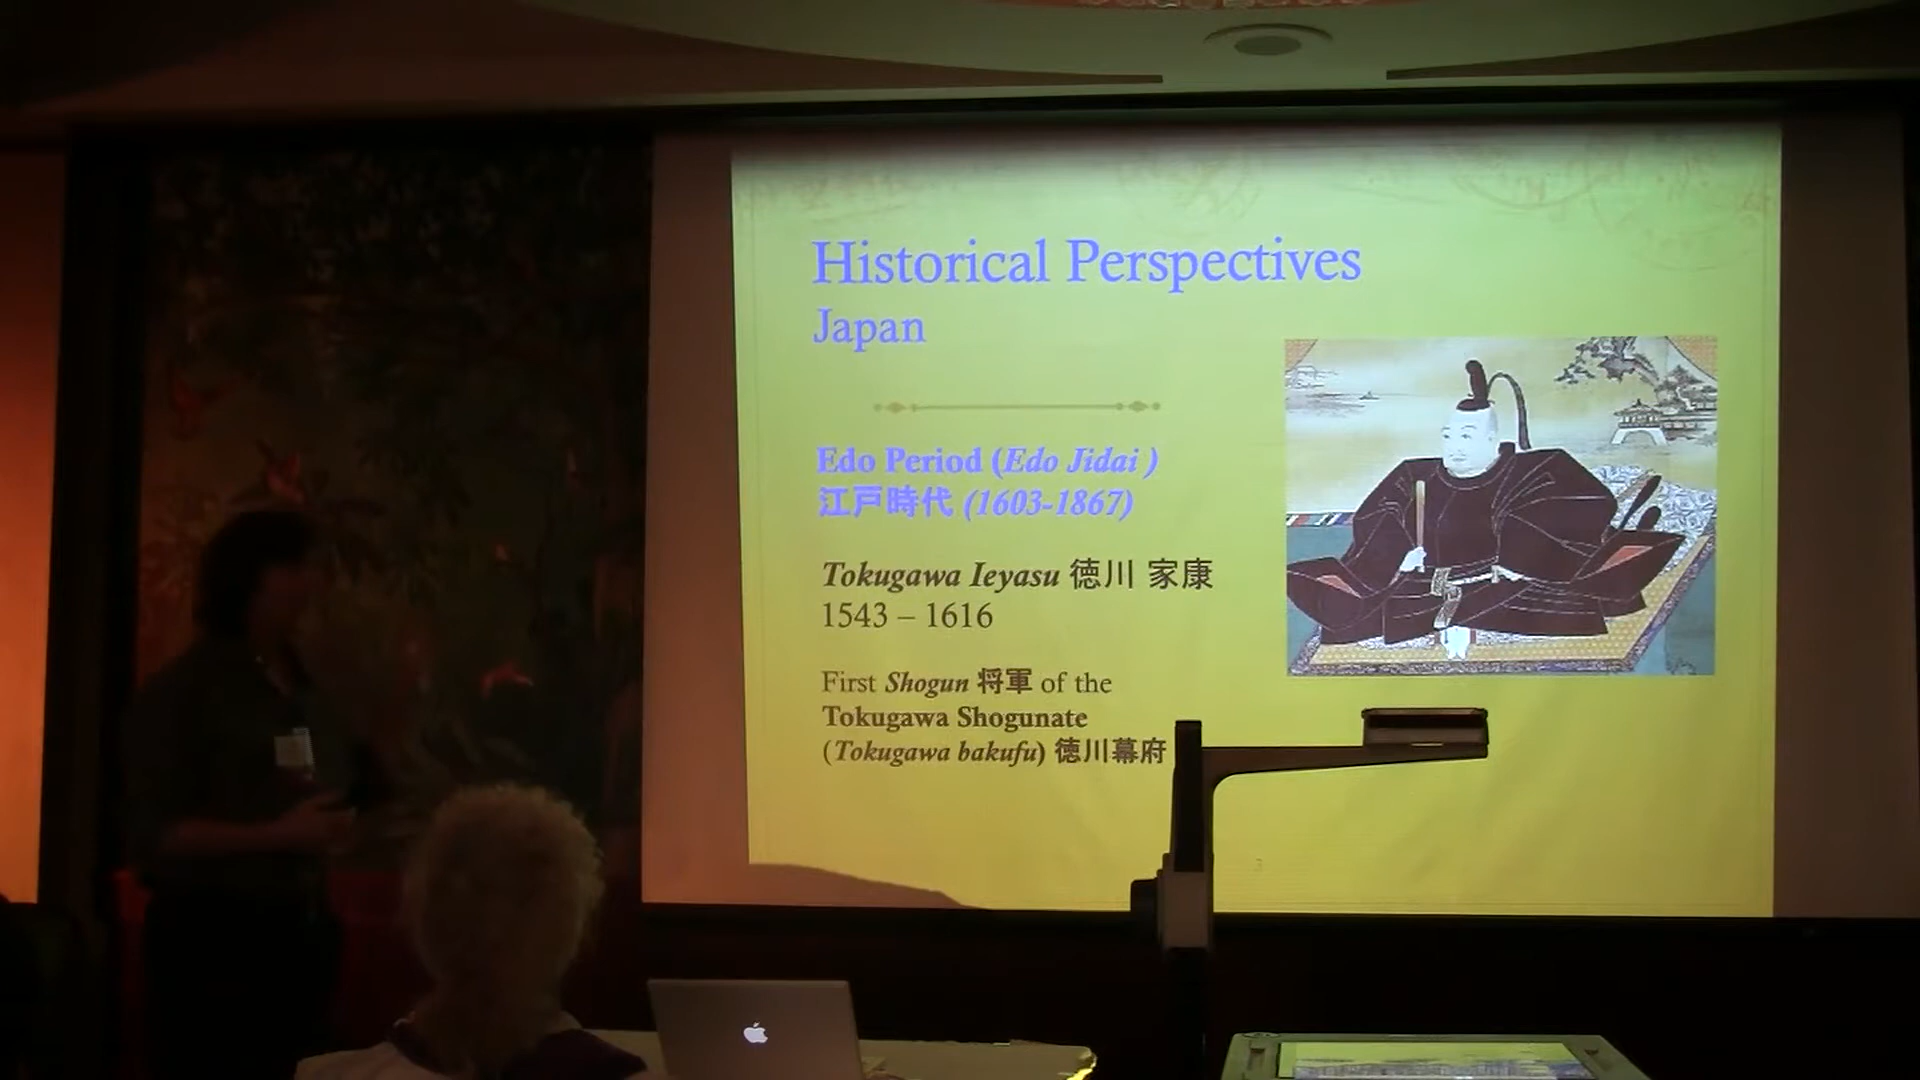 Historical Perspectives
Japan
Edo Period (Edo Jidai )
江戸時代 (1603-1867)
Tokugawa Ieyasu 徳川 家康
1543 – 1616
First Shogun 将軍 of the
Tokugawa Shogunate
(Tokugawa bakufu) 徳川幕府